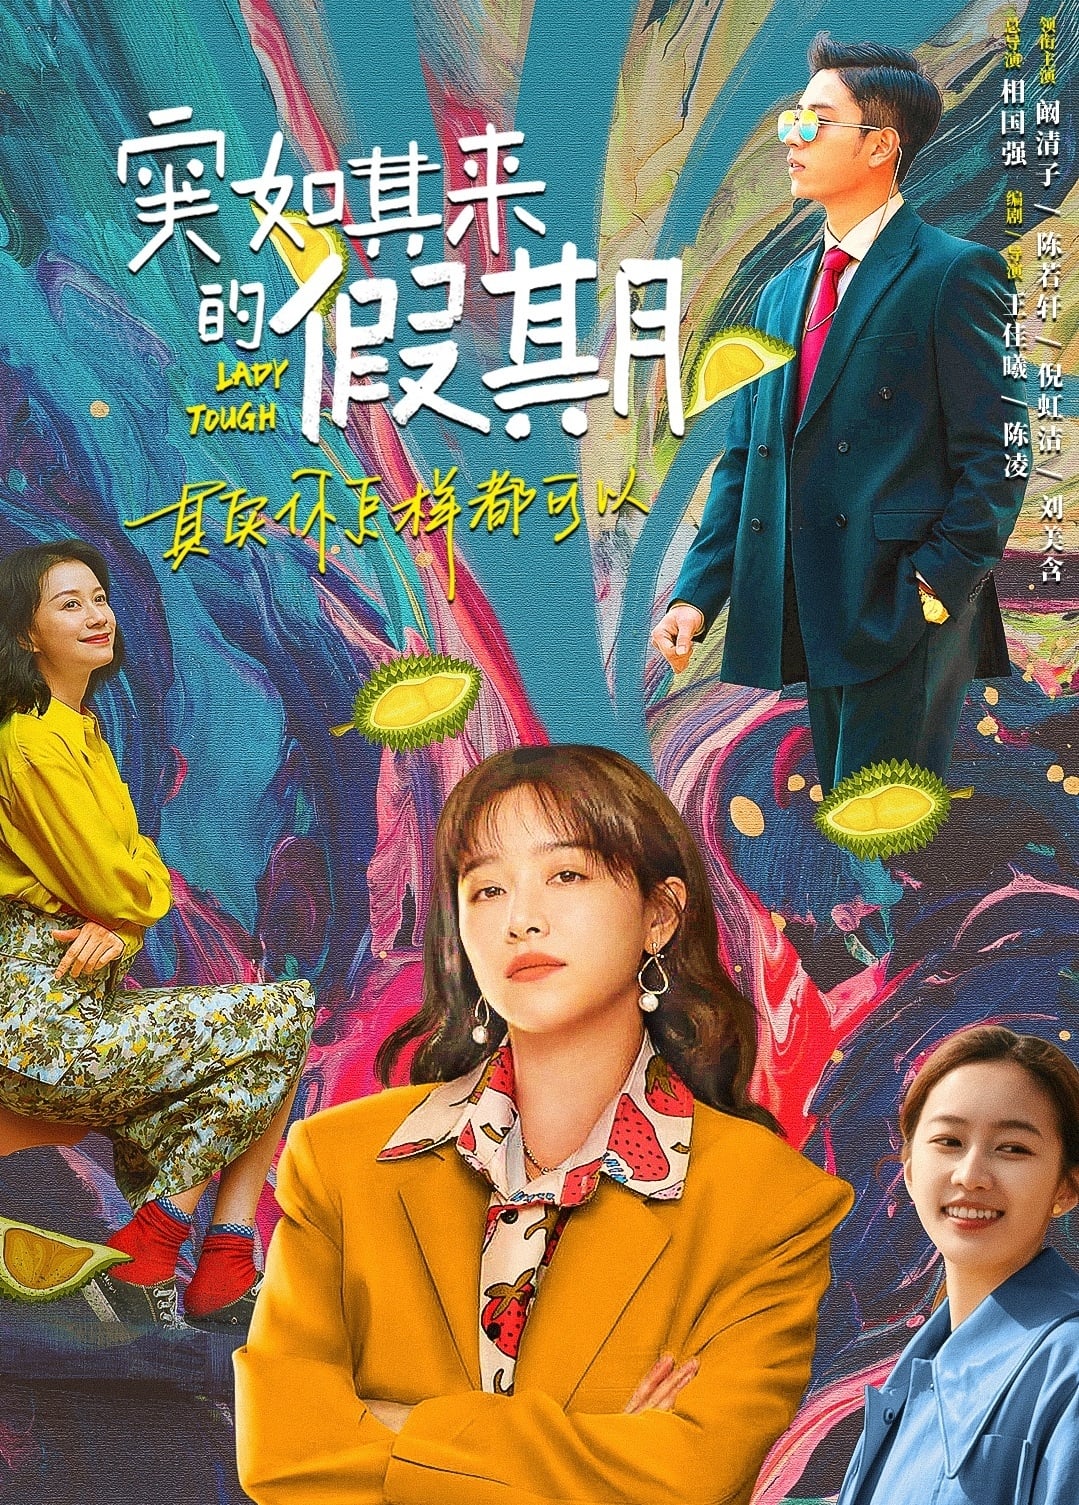 突如其来
的假期
LADY
TOUGH
其实你怎样都可以
领衔主演 阚清子 / 陈若轩 / 倪虹洁 / 刘美含
总导演 相国强 编剧/导演 王佳曦 / 陈凌